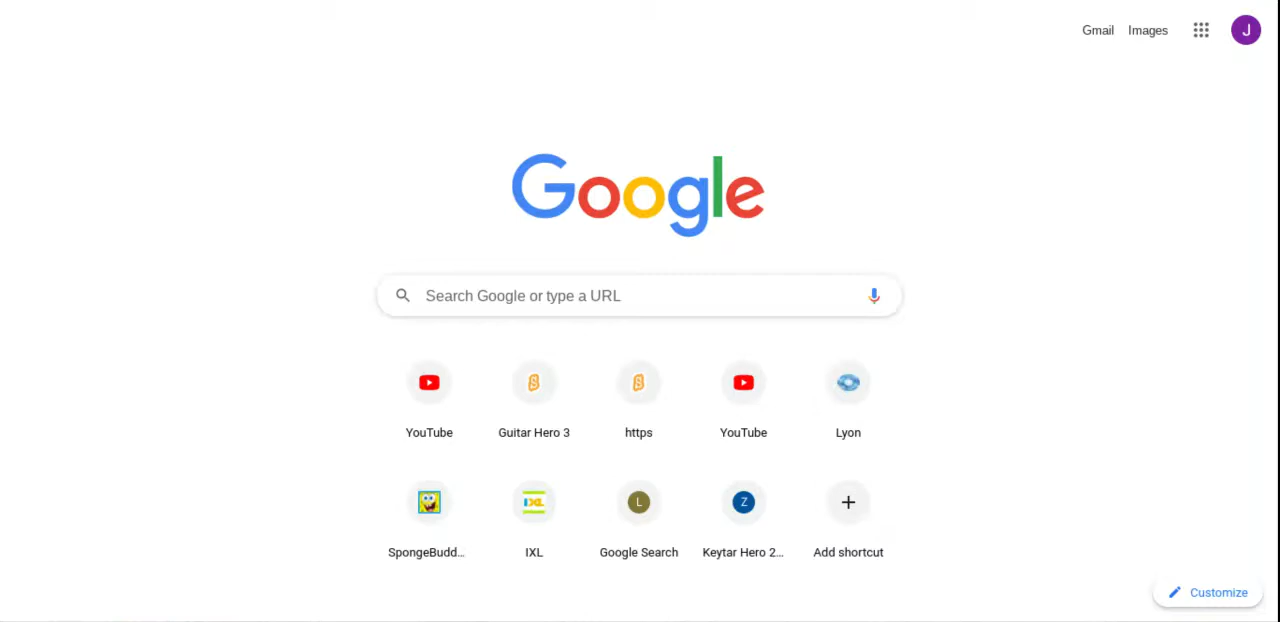 Gmail Images J
Google
Search Google or type a URL
YouTube Guitar Hero 3 https YouTube Lyon
IXL L Z
SpongeBudd... IXL Google Search Keytar Hero 2... Add shortcut
Customize